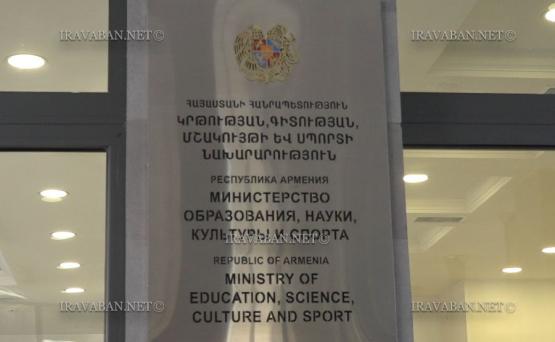 IRAVABAN.NET©
IRAVABAN.NET©
ՀԱՅԱՍՏԱՆԻ ՀԱՆՐԱՊԵՏՈՒԹՅՈՒՆ
ԿՐԹՈՒԹՅԱՆ,ԳԻՏՈՒԹՅԱՆ,
ՄՇԱԿՈՒՅԹԻ ԵՎ ՍՊՈՐՏԻ
ՆԱԽԱՐԱՐՈՒԹՅՈՒՆ
РЕСПУБЛИКА АРМЕНИЯ
МИНИСТЕРСТВО
ОБРАЗОВАНИЯ, НАУКИ,
КУЛЬТУРЫ И СПОРТА
IRAVABAN.NET©
REPUBLIC OF ARMENIA
MINISTRY OF
EDUCATION, SCIENCE,
CULTURE AND SPORT
IRAVABAN.NET©
IRAVABAN.NET©